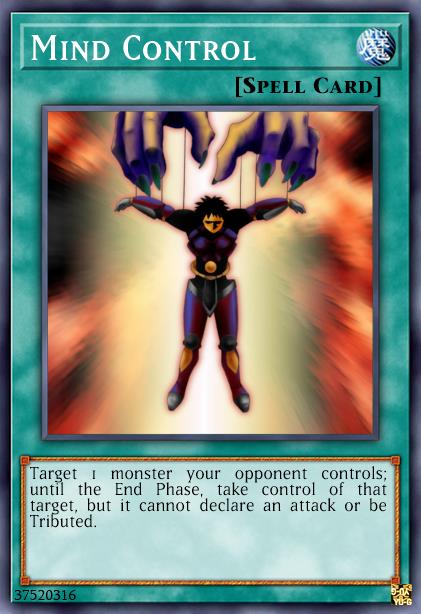 Mind Control
魔
[Spell Card]
Target 1 monster your opponent controls;
until the End Phase, take control of that
target, but it cannot declare an attack or be
Tributed.
37520316